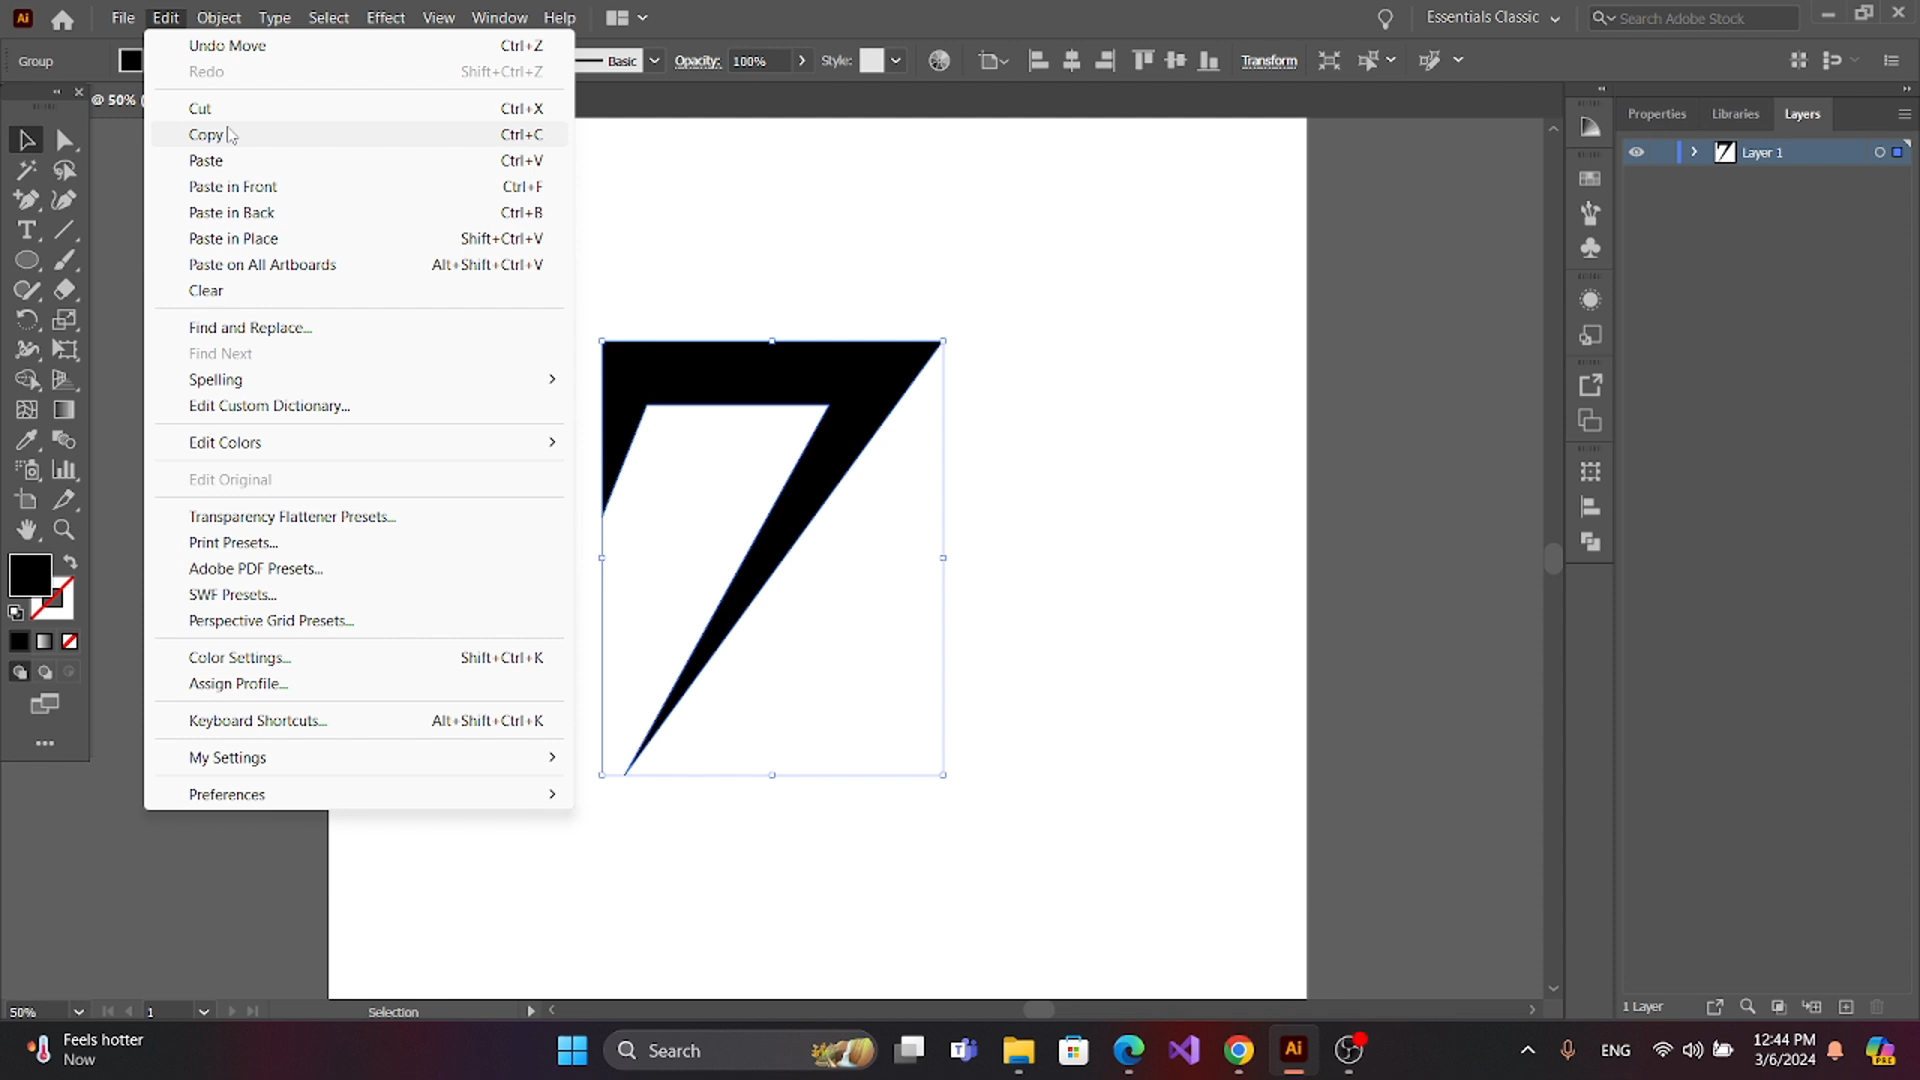 Ai File Edit Object Type Select Effect View Window Help Essentials Classic Search Adobe Stock
Group Basic Opacity: 100% Style: Transform
@ 50% (
Undo Move Ctrl+Z
Redo Shift+Ctrl+Z
Cut Ctrl+X
Copy Ctrl+C
Paste Ctrl+V
Paste in Front Ctrl+F
Paste in Back Ctrl+B
Paste in Place Shift+Ctrl+V
Paste on All Artboards Alt+Shift+Ctrl+V
Clear
Find and Replace...
Find Next
Spelling
Edit Custom Dictionary...
Edit Colors
Edit Original
Transparency Flattener Presets...
Print Presets...
Adobe PDF Presets...
SWF Presets...
Perspective Grid Presets...
Color Settings... Shift+Ctrl+K
Assign Profile...
Keyboard Shortcuts... Alt+Shift+Ctrl+K
My Settings
Preferences
7
Properties Libraries Layers
Layer 1
1 Layer
50% 1 Selection
Feels hotter
Now
Search
Ai
ENG
12:44 PM
3/6/2024
PRE